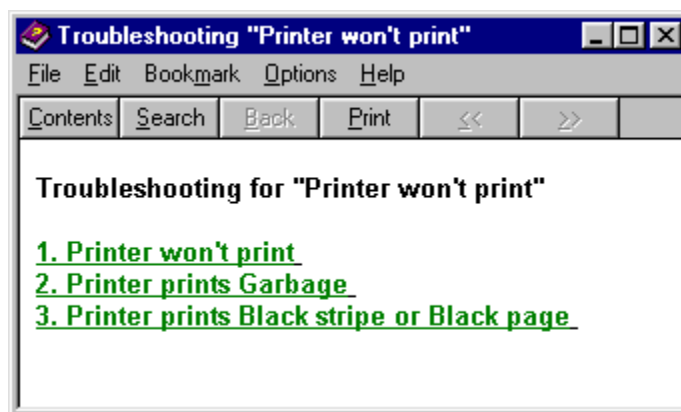 Troubleshooting "Printer won't print"
File Edit Bookmark Options Help
Contents Search Back Print << >>
Troubleshooting for "Printer won't print"
1. Printer won't print
2. Printer prints Garbage
3. Printer prints Black stripe or Black page